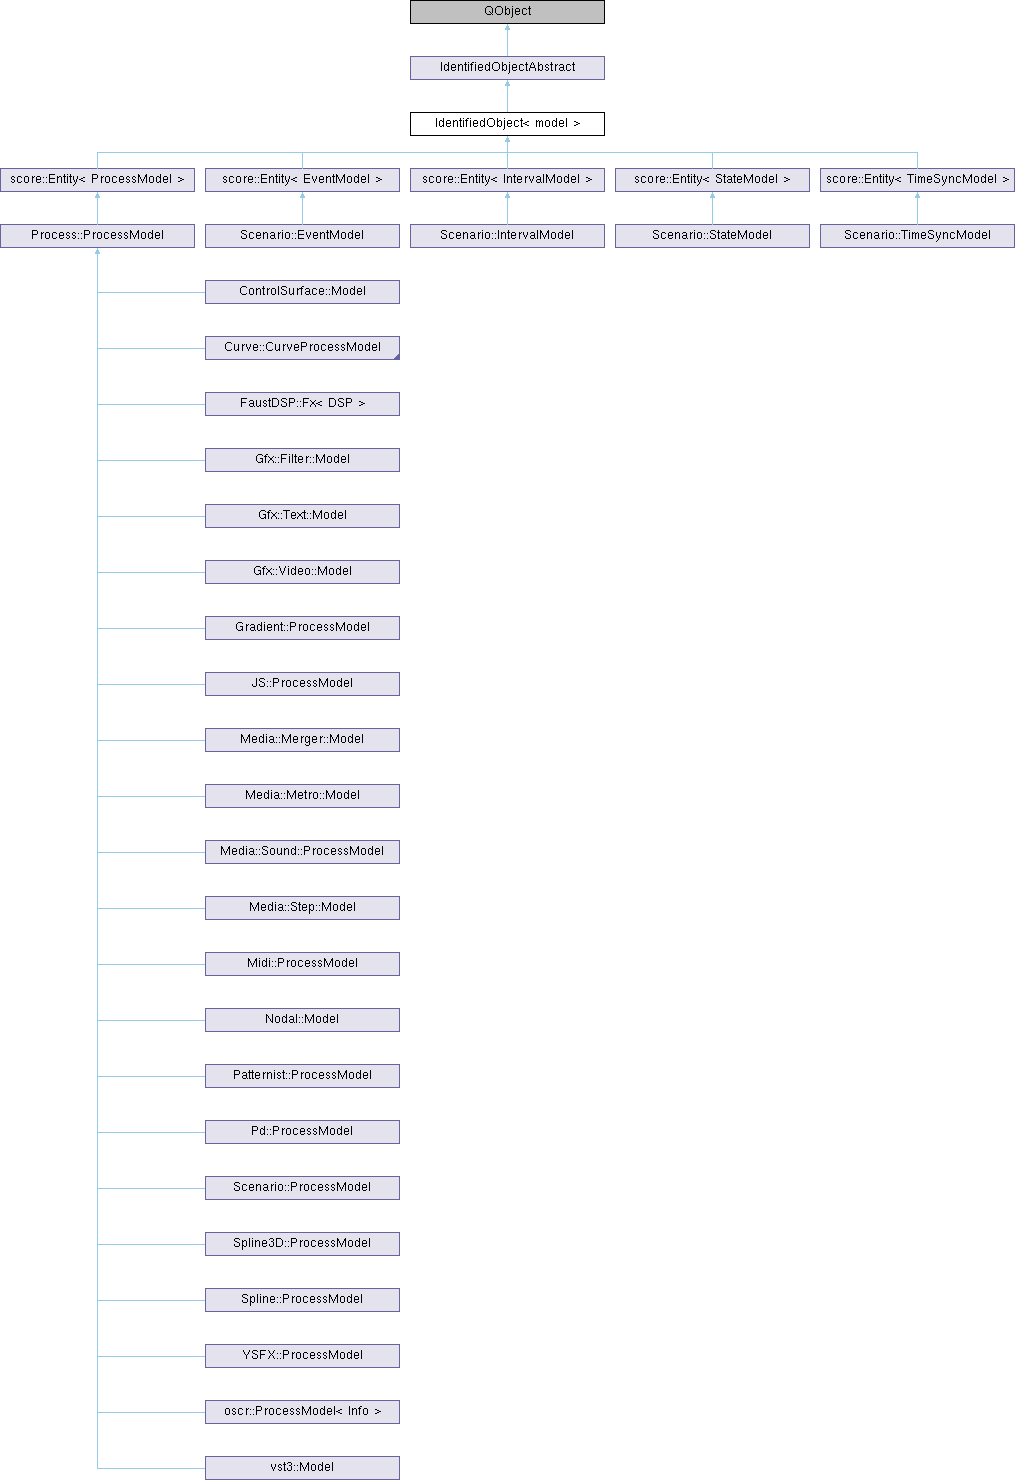 QObject
IdentifiedObjectAbstract
IdentifiedObject< model >
score::Entity< ProcessModel >
score::Entity< EventModel >
score::Entity< IntervalModel >
score::Entity< StateModel >
score::Entity< TimeSyncModel >
Process::ProcessModel
Scenario::EventModel
Scenario::IntervalModel
Scenario::StateModel
Scenario::TimeSyncModel
ControlSurface::Model
Curve::CurveProcessModel
FaustDSP::Fx< DSP >
Gfx::Filter::Model
Gfx::Text::Model
Gfx::Video::Model
Gradient::ProcessModel
JS::ProcessModel
Media::Merger::Model
Media::Metro::Model
Media::Sound::ProcessModel
Media::Step::Model
Midi::ProcessModel
Nodal::Model
Patternist::ProcessModel
Pd::ProcessModel
Scenario::ProcessModel
Spline3D::ProcessModel
Spline::ProcessModel
YSFX::ProcessModel
oscr::ProcessModel< Info >
vst3::Model